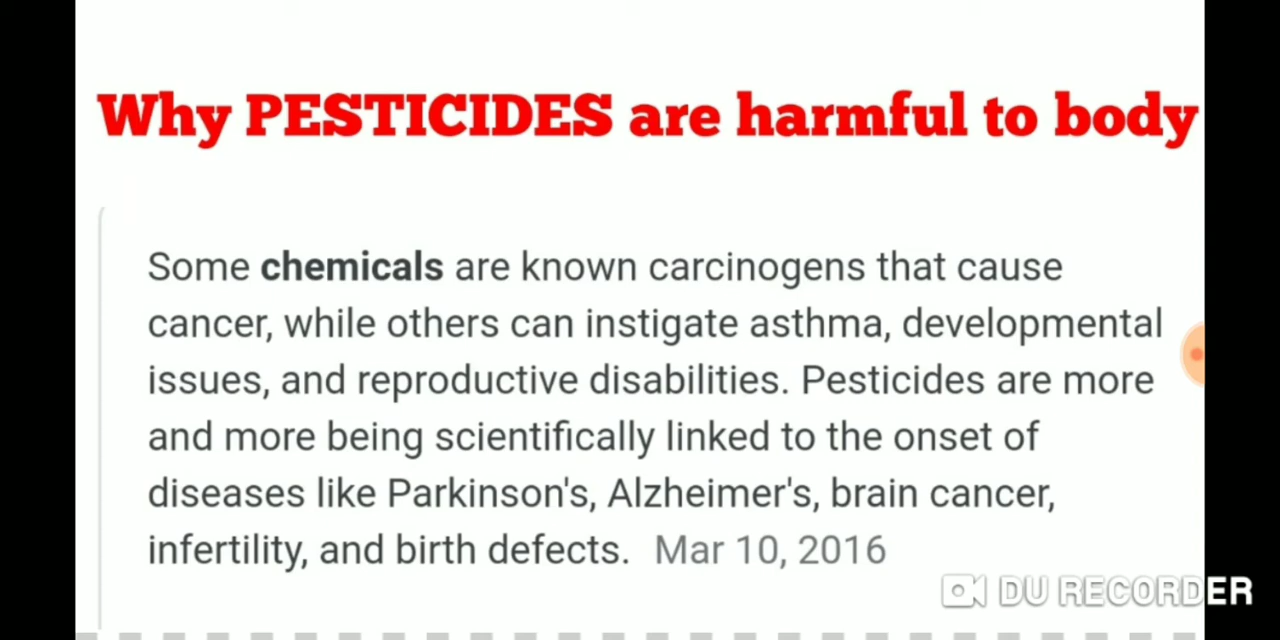 Why PESTICIDES are harmful to body
Some chemicals are known carcinogens that cause
cancer, while others can instigate asthma, developmental
issues, and reproductive disabilities. Pesticides are more
and more being scientifically linked to the onset of
diseases like Parkinson's, Alzheimer's, brain cancer,
infertility, and birth defects. Mar 10, 2016
DU RECORDER